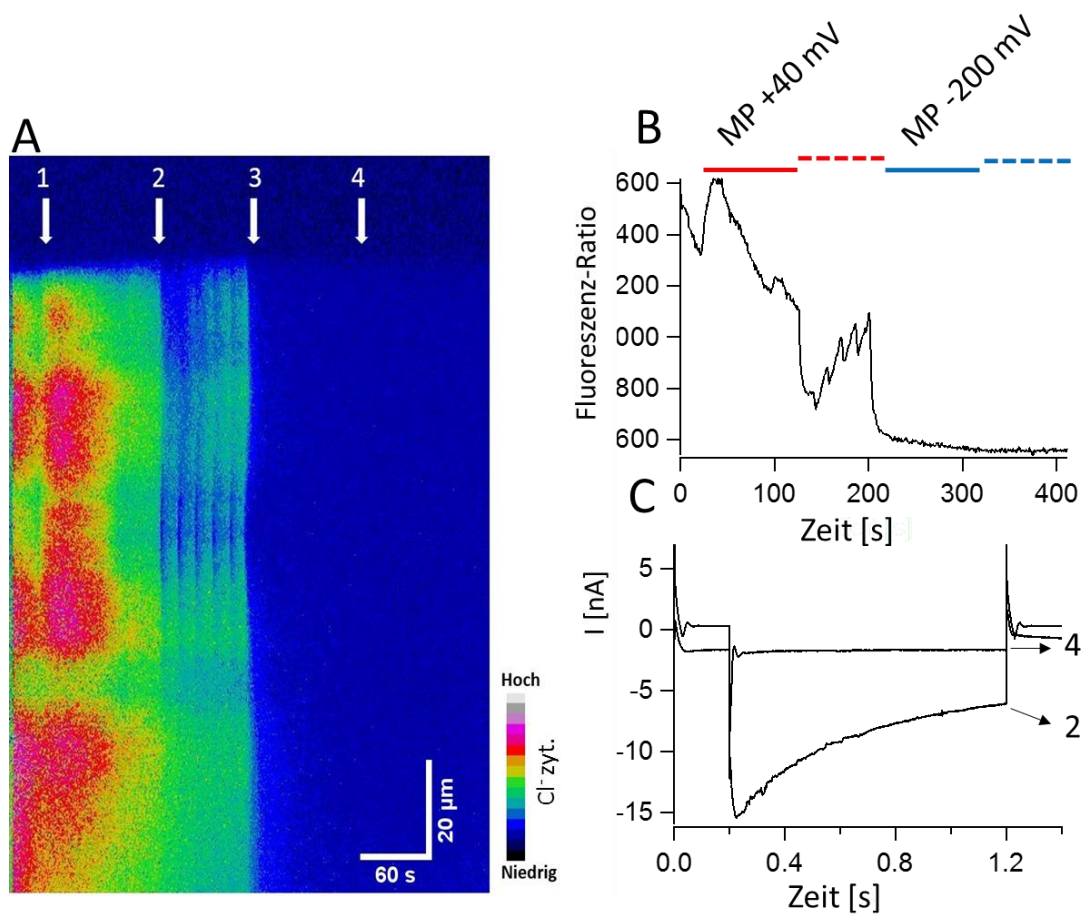 A
1 2 3 4
Hoch
Cl⁻zyt.
Niedrig
20 µm
60 s
B
MP +40 mV
MP -200 mV
Fluoreszenz-Ratio
600
400
200
000
800
600
0 100 200 300 400
Zeit [s]
C
I [nA]
5
0
-5
-10
-15
4
2
0.0 0.4 0.8 1.2
Zeit [s]